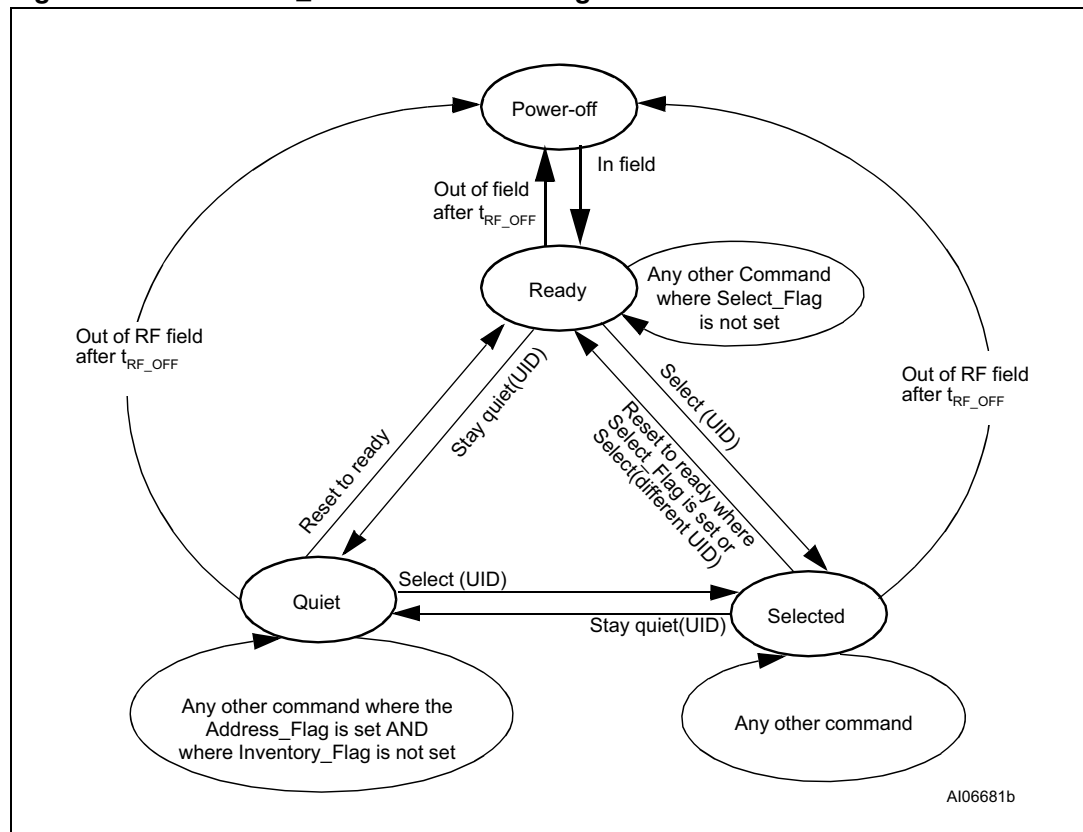 Power-off
In field
Out of field
after tRF_OFF
Ready
Any other Command
where Select_Flag
is not set
Out of RF field
after tRF_OFF
Out of RF field
after tRF_OFF
Reset to ready
Stay quiet(UID)
Select (UID)
Reset to ready where
Select_Flag is set or
Select(different UID)
Quiet
Select (UID)
Stay quiet(UID)
Selected
Any other command where the
Address_Flag is set AND
where Inventory_Flag is not set
Any other command
AI06681b